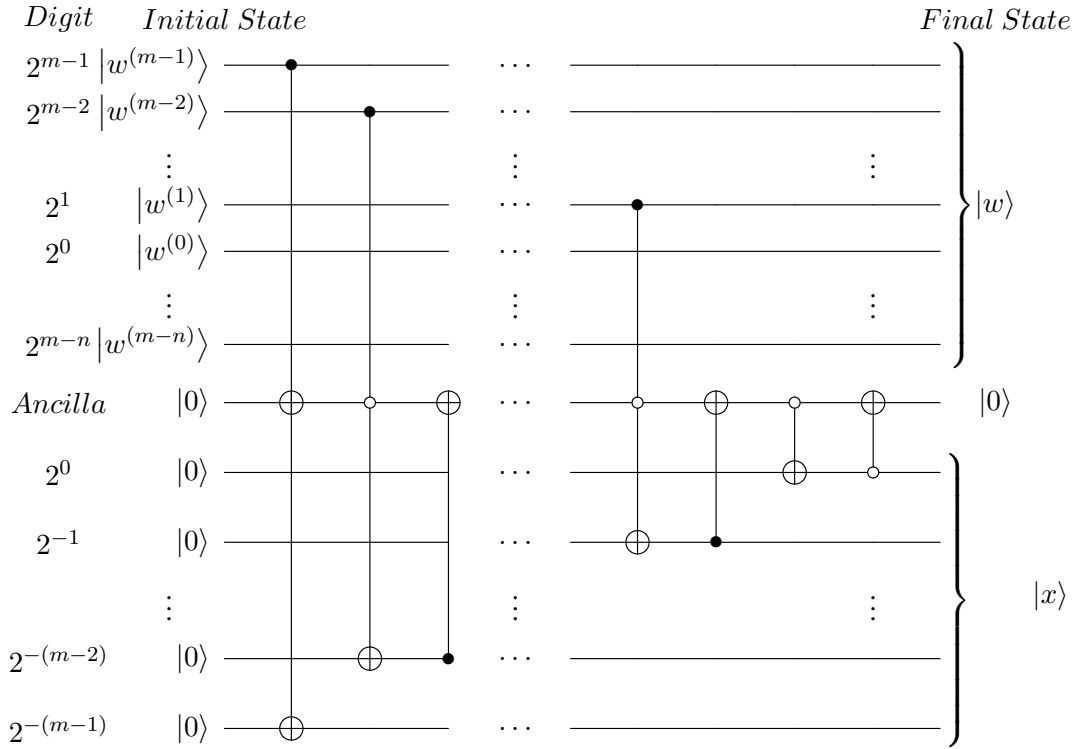 Digit Initial State Final State
2^{m−1} |w^{(m−1)}⟩ ···
2^{m−2} |w^{(m−2)}⟩ ···
⋮ ⋮ ⋮
2^1 |w^{(1)}⟩ |w⟩
2^0 |w^{(0)}⟩ ···
⋮ ⋮ ⋮
2^{m−n} |w^{(m−n)}⟩
Ancilla |0⟩ ··· |0⟩
2^0 |0⟩ ···
2^{−1} |0⟩ ···
⋮ ⋮ ⋮ |x⟩
2^{−(m−2)} |0⟩ ···
2^{−(m−1)} |0⟩ ···